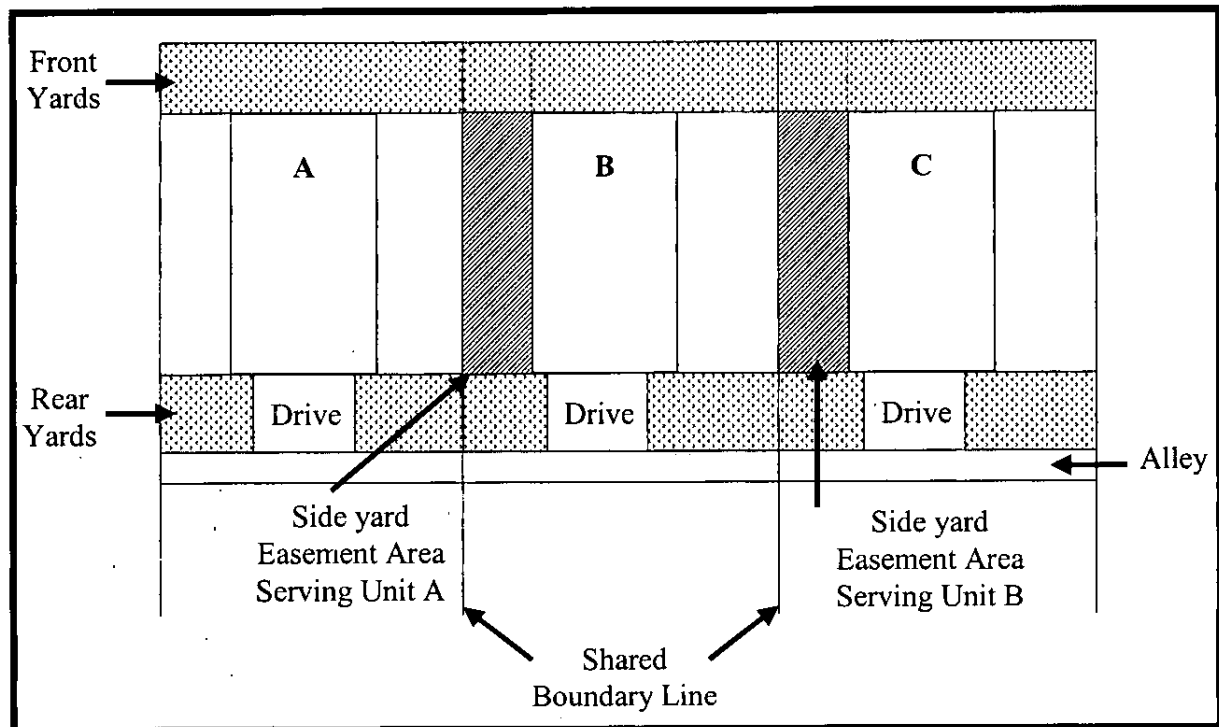 Front
Yards
A
B
C
Rear
Yards
Drive
Drive
Drive
Alley
Side yard
Easement Area
Serving Unit A
Side yard
Easement Area
Serving Unit B
Shared
Boundary Line